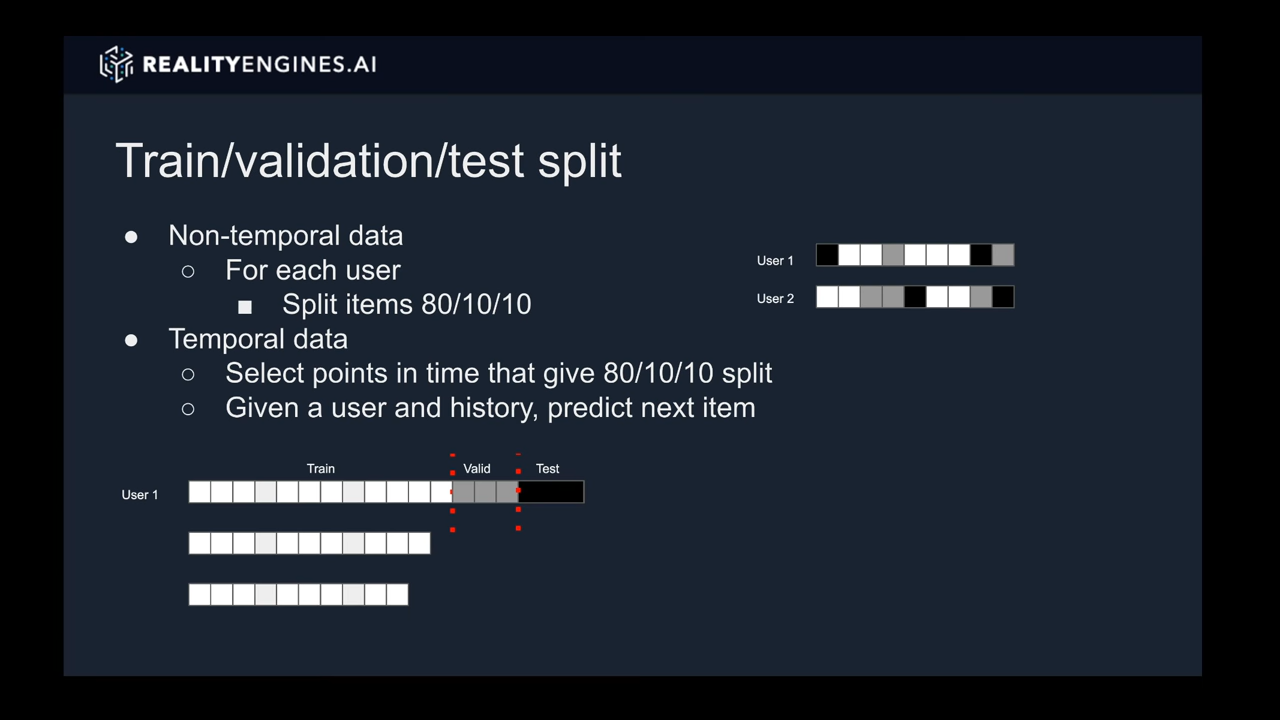 REALITYENGINES.AI
Train/validation/test split
● Non-temporal data
○ For each user
■ Split items 80/10/10
● Temporal data
○ Select points in time that give 80/10/10 split
○ Given a user and history, predict next item
User 1
User 2
Train Valid Test
User 1